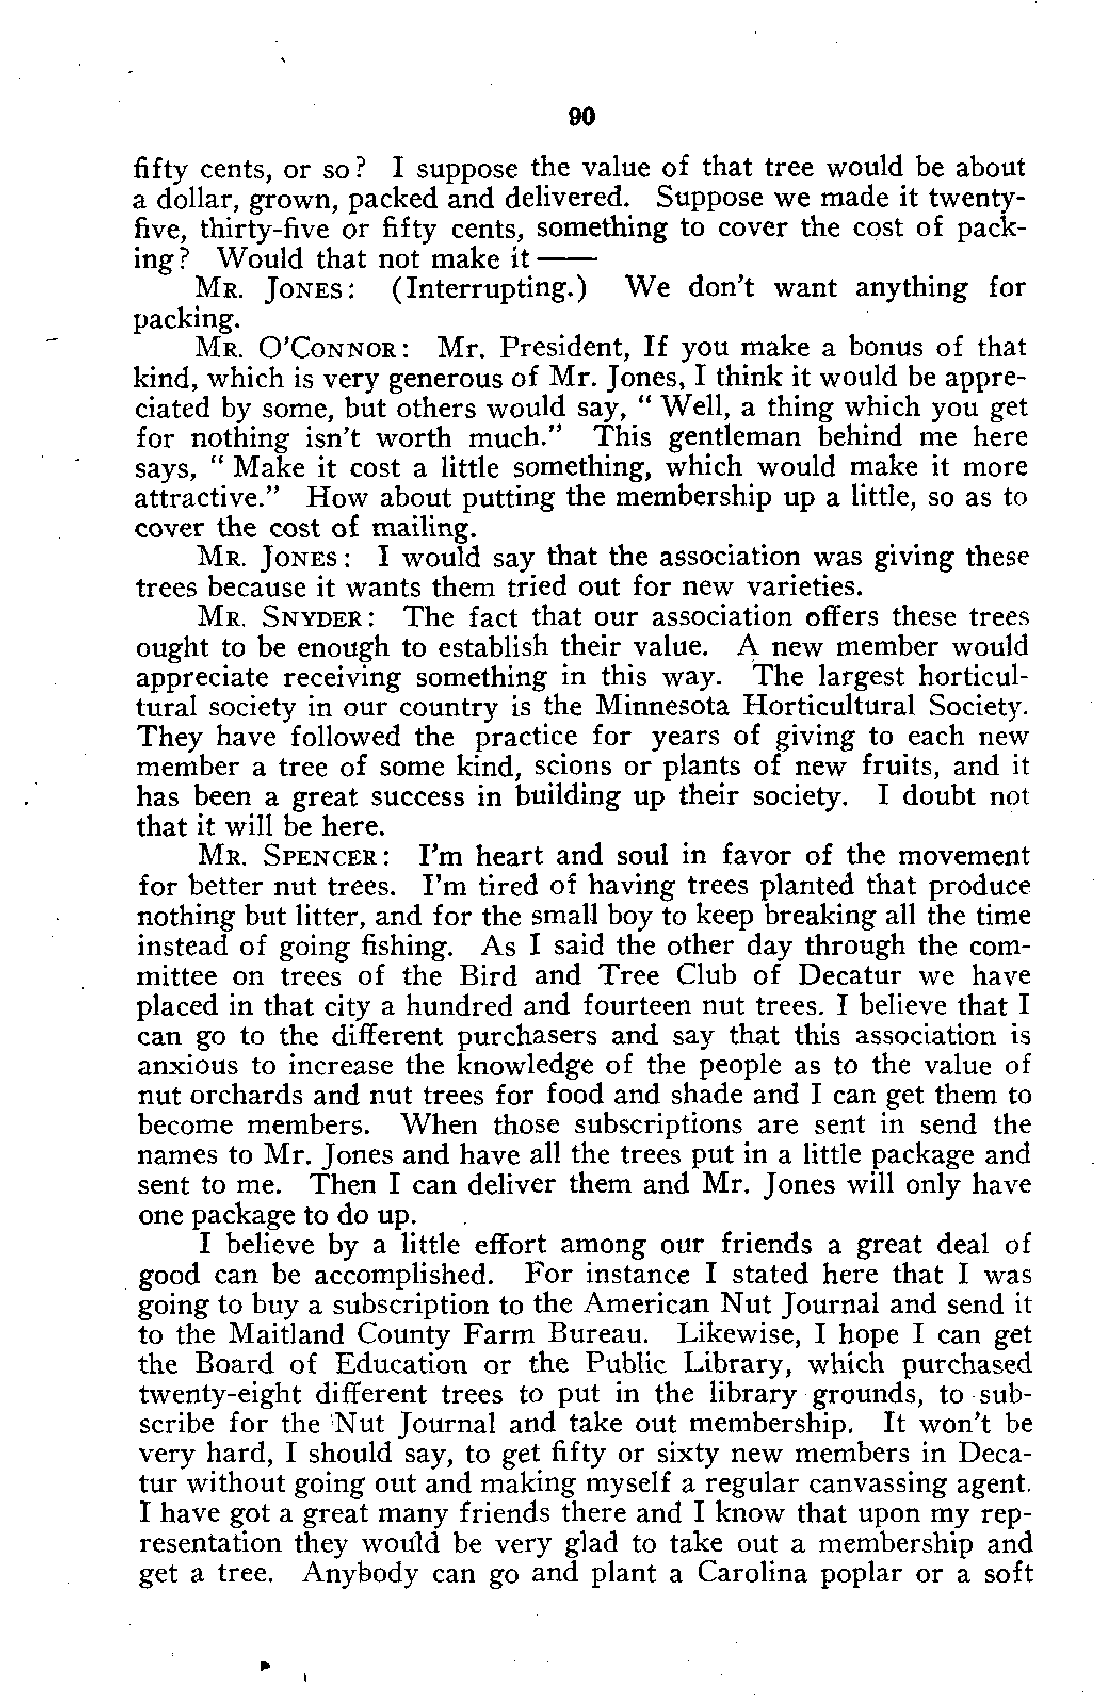 90
fifty cents, or so? I suppose the value of that tree would be about
a dollar, grown, packed and delivered. Suppose we made it twenty-
five, thirty-five or fifty cents, something to cover the cost of pack-
ing? Would that not make it ——
MR. JONES: (Interrupting.) We don't want anything for
packing.
MR. O'CONNOR: Mr. President, If you make a bonus of that
kind, which is very generous of Mr. Jones, I think it would be appre-
ciated by some, but others would say, “ Well, a thing which you get
for nothing isn't worth much.” This gentleman behind me here
says, “ Make it cost a little something, which would make it more
attractive.” How about putting the membership up a little, so as to
cover the cost of mailing.
MR. JONES: I would say that the association was giving these
trees because it wants them tried out for new varieties.
MR. SNYDER: The fact that our association offers these trees
ought to be enough to establish their value. A new member would
appreciate receiving something in this way. The largest horticul-
tural society in our country is the Minnesota Horticultural Society.
They have followed the practice for years of giving to each new
member a tree of some kind, scions or plants of new fruits, and it
has been a great success in building up their society. I doubt not
that it will be here.
MR. SPENCER: I'm heart and soul in favor of the movement
for better nut trees. I'm tired of having trees planted that produce
nothing but litter, and for the small boy to keep breaking all the time
instead of going fishing. As I said the other day through the com-
mittee on trees of the Bird and Tree Club of Decatur we have
placed in that city a hundred and fourteen nut trees. I believe that I
can go to the different purchasers and say that this association is
anxious to increase the knowledge of the people as to the value of
nut orchards and nut trees for food and shade and I can get them to
become members. When those subscriptions are sent in send the
names to Mr. Jones and have all the trees put in a little package and
sent to me. Then I can deliver them and Mr. Jones will only have
one package to do up.
I believe by a little effort among our friends a great deal of
good can be accomplished. For instance I stated here that I was
going to buy a subscription to the American Nut Journal and send it
to the Maitland County Farm Bureau. Likewise, I hope I can get
the Board of Education or the Public Library, which purchased
twenty-eight different trees to put in the library grounds, to sub-
scribe for the Nut Journal and take out membership. It won't be
very hard, I should say, to get fifty or sixty new members in Deca-
tur without going out and making myself a regular canvassing agent.
I have got a great many friends there and I know that upon my rep-
resentation they would be very glad to take out a membership and
get a tree. Anybody can go and plant a Carolina poplar or a soft